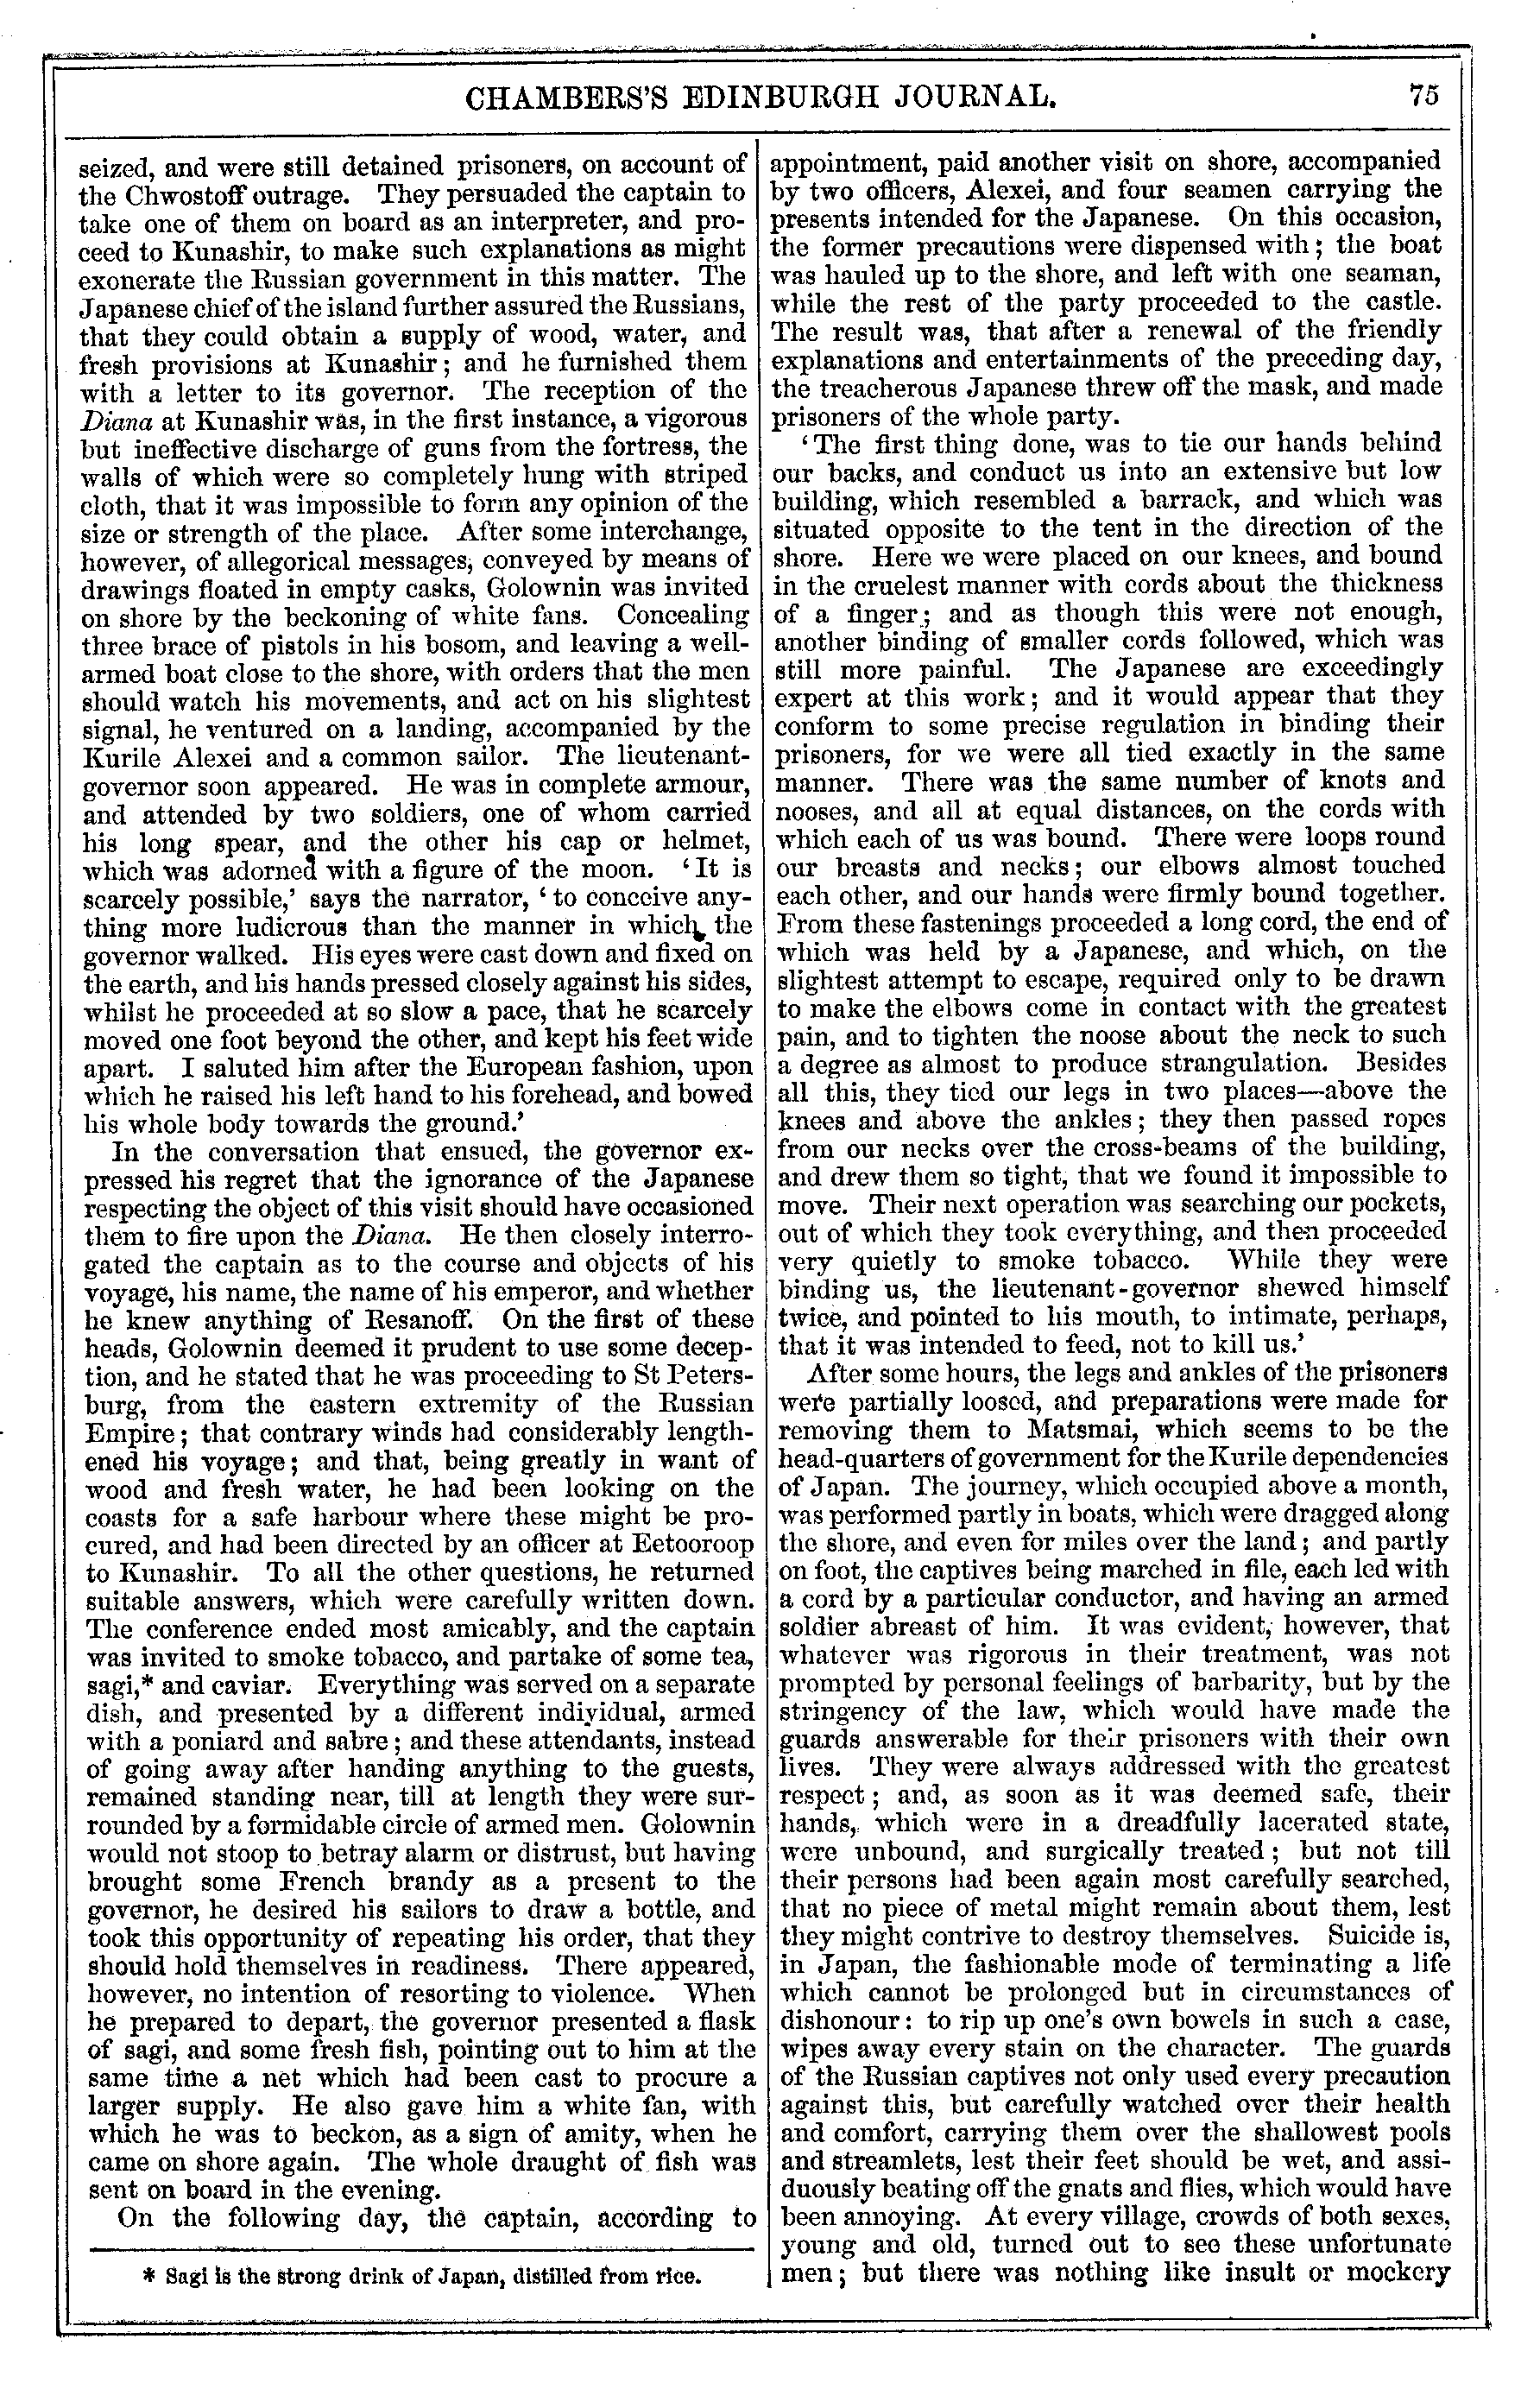 CHAMBERS'S EDINBURGH JOURNAL.
75
seized, and were still detained prisoners, on account of
the Chwostoff outrage. They persuaded the captain to
take one of them on board as an interpreter, and pro-
ceed to Kunashir, to make such explanations as might
exonerate the Russian government in this matter. The
Japanese chief of the island further assured the Russians,
that they could obtain a supply of wood, water, and
fresh provisions at Kunashir; and he furnished them
with a letter to its governor. The reception of the
Diana at Kunashir was, in the first instance, a vigorous
but ineffective discharge of guns from the fortress, the
walls of which were so completely hung with striped
cloth, that it was impossible to form any opinion of the
size or strength of the place. After some interchange,
however, of allegorical messages, conveyed by means of
drawings floated in empty casks, Golownin was invited
on shore by the beckoning of white fans. Concealing
three brace of pistols in his bosom, and leaving a well-
armed boat close to the shore, with orders that the men
should watch his movements, and act on his slightest
signal, he ventured on a landing, accompanied by the
Kurile Alexei and a common sailor. The lieutenant-
governor soon appeared. He was in complete armour,
and attended by two soldiers, one of whom carried
his long spear, and the other his cap or helmet,
which was adorned with a figure of the moon. 'It is
scarcely possible,' says the narrator, 'to conceive any-
thing more ludicrous than the manner in which the
governor walked. His eyes were cast down and fixed on
the earth, and his hands pressed closely against his sides,
whilst he proceeded at so slow a pace, that he scarcely
moved one foot beyond the other, and kept his feet wide
apart. I saluted him after the European fashion, upon
which he raised his left hand to his forehead, and bowed
his whole body towards the ground.'
In the conversation that ensued, the governor ex-
pressed his regret that the ignorance of the Japanese
respecting the object of this visit should have occasioned
them to fire upon the Diana. He then closely interro-
gated the captain as to the course and objects of his
voyage, his name, the name of his emperor, and whether
he knew anything of Resanoff. On the first of these
heads, Golownin deemed it prudent to use some decep-
tion, and he stated that he was proceeding to St Peters-
burg, from the eastern extremity of the Russian
Empire; that contrary winds had considerably length-
ened his voyage; and that, being greatly in want of
wood and fresh water, he had been looking on the
coasts for a safe harbour where these might be pro-
cured, and had been directed by an officer at Eetooroop
to Kunashir. To all the other questions, he returned
suitable answers, which were carefully written down.
The conference ended most amicably, and the captain
was invited to smoke tobacco, and partake of some tea,
sagi,* and caviar. Everything was served on a separate
dish, and presented by a different individual, armed
with a poniard and sabre; and these attendants, instead
of going away after handing anything to the guests,
remained standing near, till at length they were sur-
rounded by a formidable circle of armed men. Golownin
would not stoop to betray alarm or distrust, but having
brought some French brandy as a present to the
governor, he desired his sailors to draw a bottle, and
took this opportunity of repeating his order, that they
should hold themselves in readiness. There appeared,
however, no intention of resorting to violence. When
he prepared to depart, the governor presented a flask
of sagi, and some fresh fish, pointing out to him at the
same time a net which had been cast to procure a
larger supply. He also gave him a white fan, with
which he was to beckon, as a sign of amity, when he
came on shore again. The whole draught of fish was
sent on board in the evening.
On the following day, the captain, according to
* Sagi is the strong drink of Japan, distilled from rice.
appointment, paid another visit on shore, accompanied
by two officers, Alexei, and four seamen carrying the
presents intended for the Japanese. On this occasion,
the former precautions were dispensed with; the boat
was hauled up to the shore, and left with one seaman,
while the rest of the party proceeded to the castle.
The result was, that after a renewal of the friendly
explanations and entertainments of the preceding day,
the treacherous Japanese threw off the mask, and made
prisoners of the whole party.
'The first thing done, was to tie our hands behind
our backs, and conduct us into an extensive but low
building, which resembled a barrack, and which was
situated opposite to the tent in the direction of the
shore. Here we were placed on our knees, and bound
in the cruelest manner with cords about the thickness
of a finger; and as though this were not enough,
another binding of smaller cords followed, which was
still more painful. The Japanese are exceedingly
expert at this work; and it would appear that they
conform to some precise regulation in binding their
prisoners, for we were all tied exactly in the same
manner. There was the same number of knots and
nooses, and all at equal distances, on the cords with
which each of us was bound. There were loops round
our breasts and necks; our elbows almost touched
each other, and our hands were firmly bound together.
From these fastenings proceeded a long cord, the end of
which was held by a Japanese, and which, on the
slightest attempt to escape, required only to be drawn
to make the elbows come in contact with the greatest
pain, and to tighten the noose about the neck to such
a degree as almost to produce strangulation. Besides
all this, they tied our legs in two places—above the
knees and above the ankles; they then passed ropes
from our necks over the cross-beams of the building,
and drew them so tight, that we found it impossible to
move. Their next operation was searching our pockets,
out of which they took everything, and then proceeded
very quietly to smoke tobacco. While they were
binding us, the lieutenant-governor shewed himself
twice, and pointed to his mouth, to intimate, perhaps,
that it was intended to feed, not to kill us.'
After some hours, the legs and ankles of the prisoners
were partially loosed, and preparations were made for
removing them to Matsmai, which seems to be the
head-quarters of government for the Kurile dependencies
of Japan. The journey, which occupied above a month,
was performed partly in boats, which were dragged along
the shore, and even for miles over the land; and partly
on foot, the captives being marched in file, each led with
a cord by a particular conductor, and having an armed
soldier abreast of him. It was evident, however, that
whatever was rigorous in their treatment, was not
prompted by personal feelings of barbarity, but by the
stringency of the law, which would have made the
guards answerable for their prisoners with their own
lives. They were always addressed with the greatest
respect; and, as soon as it was deemed safe, their
hands, which were in a dreadfully lacerated state,
were unbound, and surgically treated; but not till
their persons had been again most carefully searched,
that no piece of metal might remain about them, lest
they might contrive to destroy themselves. Suicide is,
in Japan, the fashionable mode of terminating a life
which cannot be prolonged but in circumstances of
dishonour: to rip up one's own bowels in such a case,
wipes away every stain on the character. The guards
of the Russian captives not only used every precaution
against this, but carefully watched over their health
and comfort, carrying them over the shallowest pools
and streamlets, lest their feet should be wet, and assi-
duously beating off the gnats and flies, which would have
been annoying. At every village, crowds of both sexes,
young and old, turned out to see these unfortunate
men; but there was nothing like insult or mockery